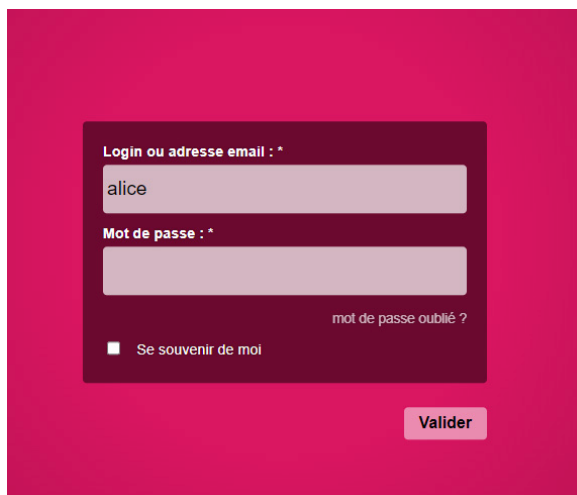 Login ou adresse email : *
alice
Mot de passe : *
mot de passe oublié ?
Se souvenir de moi
Valider